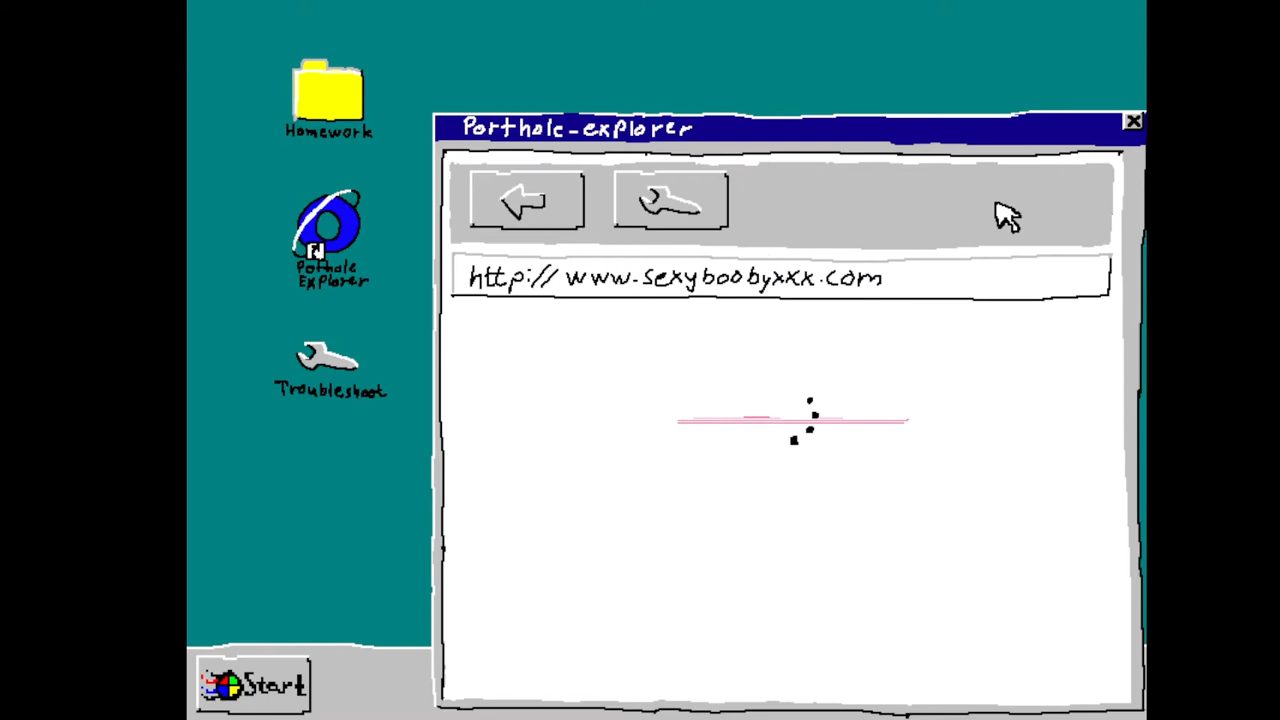 Homework
Porthole-explorer
http://www.sexyboobyxxx.com
Porthole
Explorer
Troubleshoot
Start